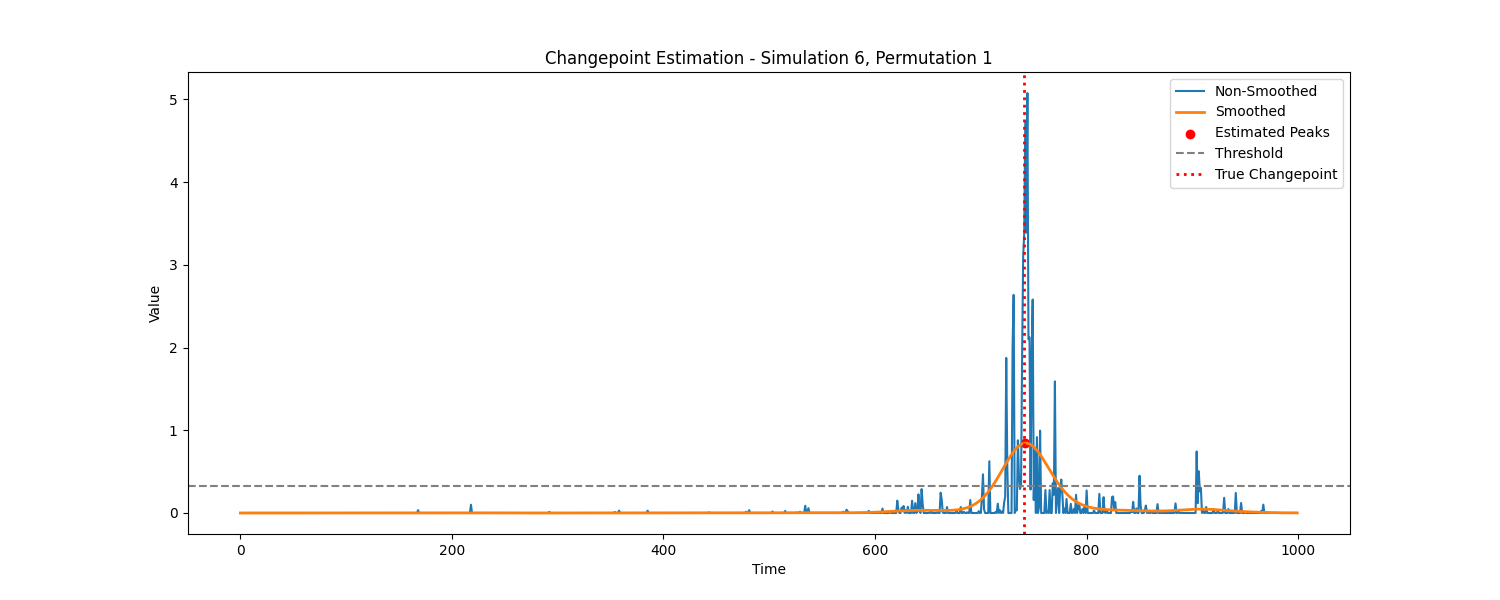 Changepoint Estimation - Simulation 6, Permutation 1
Non-Smoothed
Smoothed
Estimated Peaks
Threshold
True Changepoint
5
4
3
2
1
0
Value
0 200 400 600 800 1000
Time